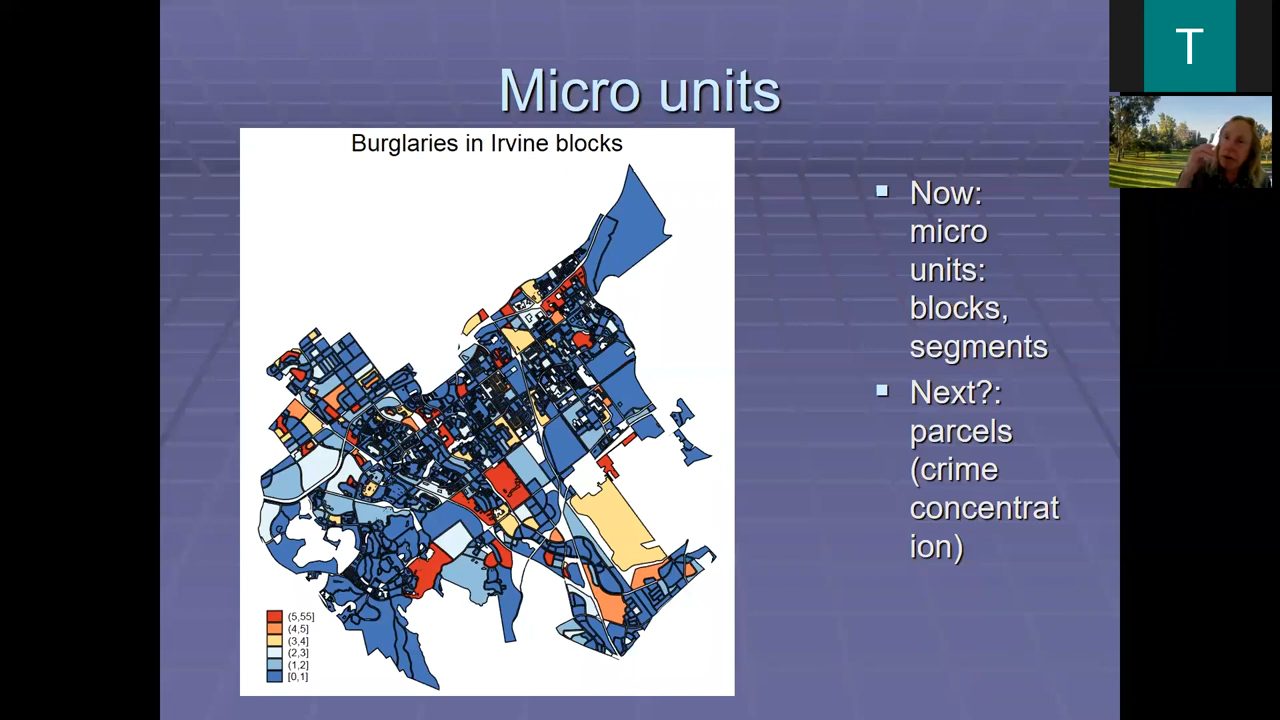 T
Micro units
Burglaries in Irvine blocks
Now:
micro
units:
blocks,
segments
Next?:
parcels
(crime
concentrat
ion)
(5,55]
(4,5]
(3,4]
(2,3]
(1,2]
[0,1]